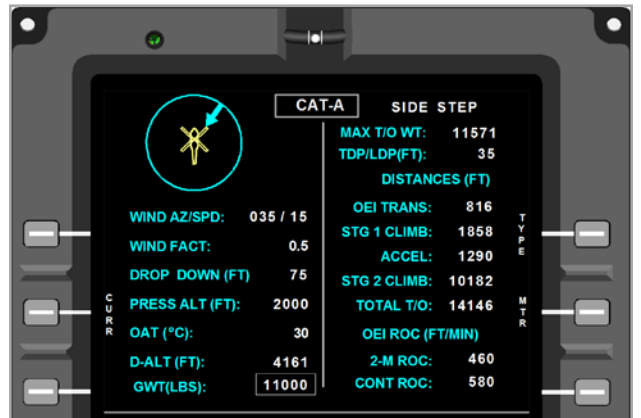 CAT-A SIDE STEP
MAX T/O WT: 11571
TDP/LDP(FT): 35
DISTANCES (FT)
OEI TRANS: 816
STG 1 CLIMB: 1858
ACCEL: 1290
STG 2 CLIMB: 10182
TOTAL T/O: 14146
OEI ROC (FT/MIN)
2-M ROC: 460
CONT ROC: 580
WIND AZ/SPD: 035 / 15
WIND FACT: 0.5
DROP DOWN (FT) 75
PRESS ALT (FT): 2000
OAT (°C): 30
D-ALT (FT): 4161
GWT(LBS): 11000
CURR
TYPE
MTR